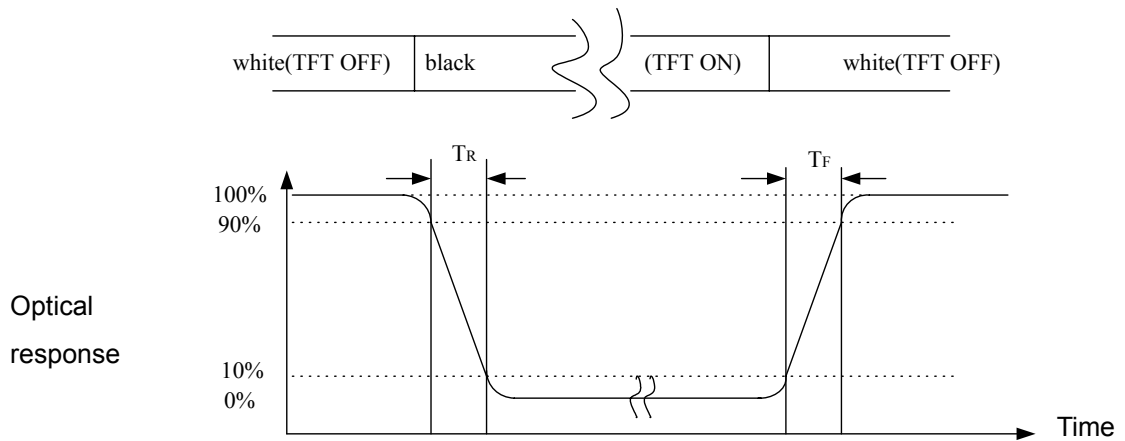 white(TFT OFF) black (TFT ON) white(TFT OFF)
TR TF
100%
90%
Optical
response
10%
0%
Time